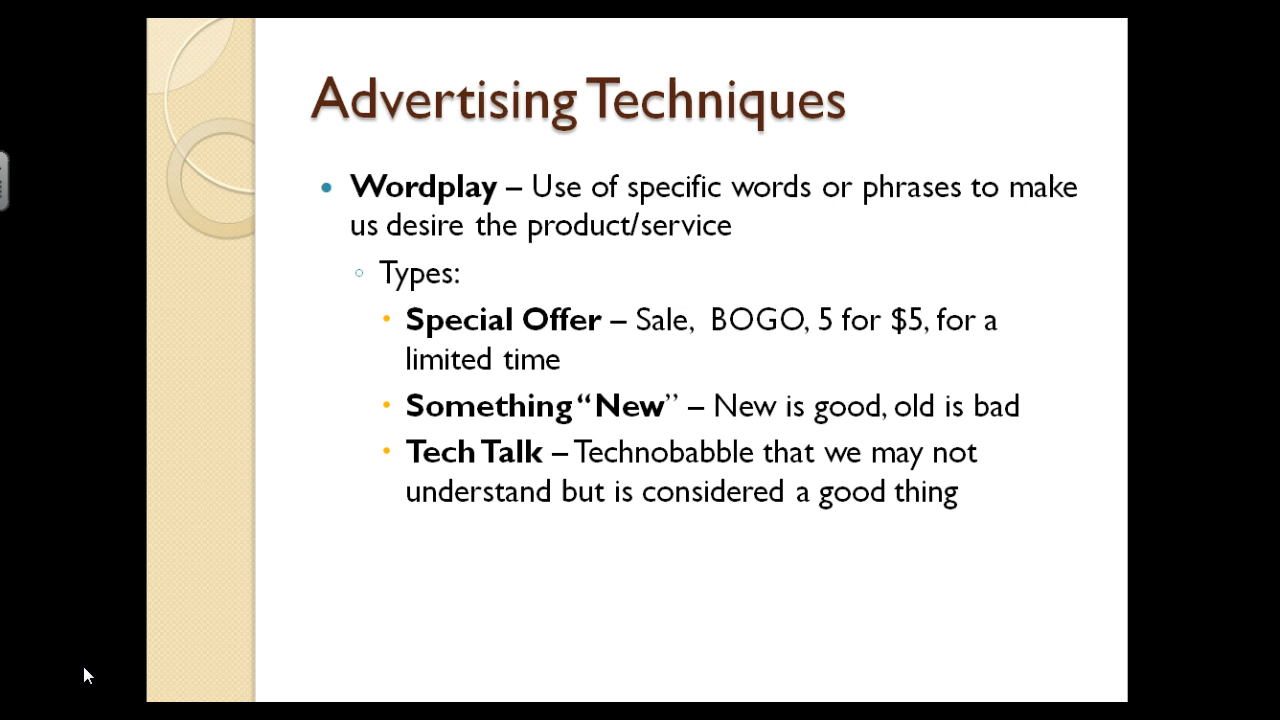 Advertising Techniques
Wordplay – Use of specific words or phrases to make
us desire the product/service
Types:
Special Offer – Sale,  BOGO, 5 for $5, for a
limited time
Something “New” – New is good, old is bad
Tech Talk – Technobabble that we may not
understand but is considered a good thing